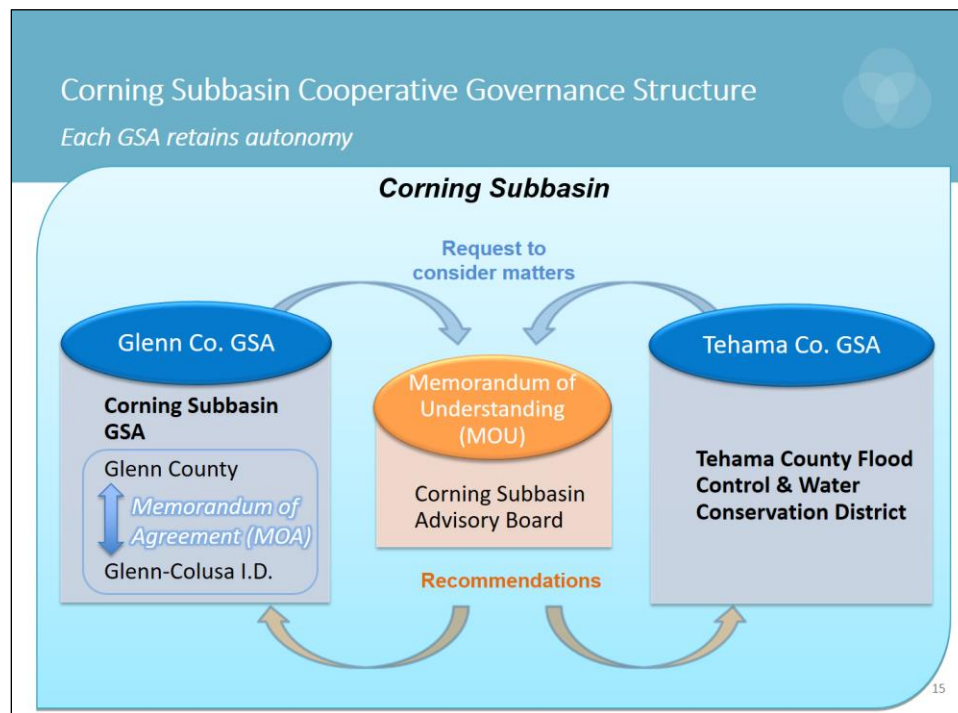 Corning Subbasin Cooperative Governance Structure
Each GSA retains autonomy
Corning Subbasin
Request to
consider matters
Glenn Co. GSA
Corning Subbasin
GSA
Glenn County
Memorandum of
Agreement (MOA)
Glenn-Colusa I.D.
Memorandum of
Understanding
(MOU)
Corning Subbasin
Advisory Board
Tehama Co. GSA
Tehama County Flood
Control & Water
Conservation District
Recommendations
15